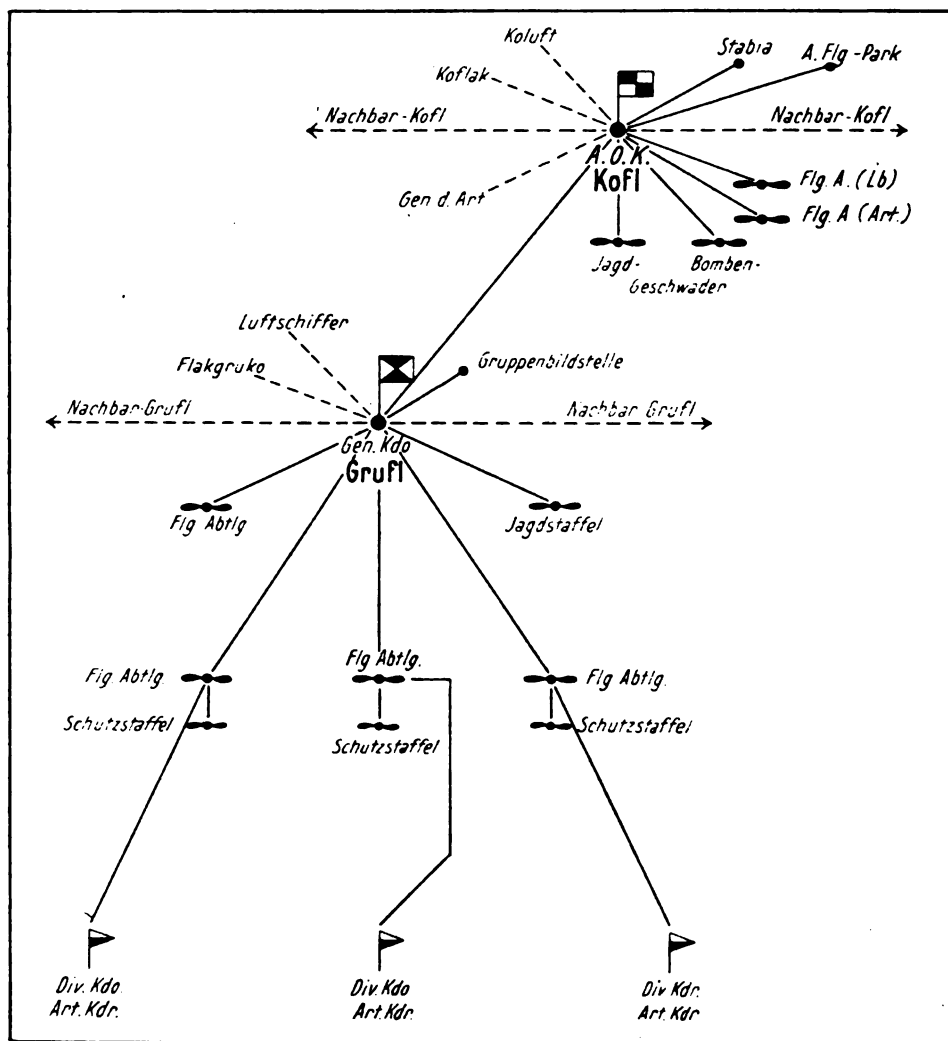 Koluft
Stabia
A. Flg-Park
Koflak
Nachbar-Kofl
Nachbar-Kofl
A.O.K.
Kofl
Gen d. Art
Flg. A. (Lb)
Flg. A (Art.)
Jagd-
Bomben-
Geschwader
Luftschiffer
Flakgruko
Gruppenbildstelle
Nachbar-Grufl
Nachbar Grufl
Gen. Kdo
Grufl
Flg Abtlg
Jagdstaffel
Flg. Abtlg.
Flg Abtlg.
Flg Abtlg.
Schutzstaffel
Schutzstaffel
Schutzstaffel
Div. Kdo.
Art. Kdr.
Div. Kdo
Art. Kdr.
Div Kdr.
Art. Kdr